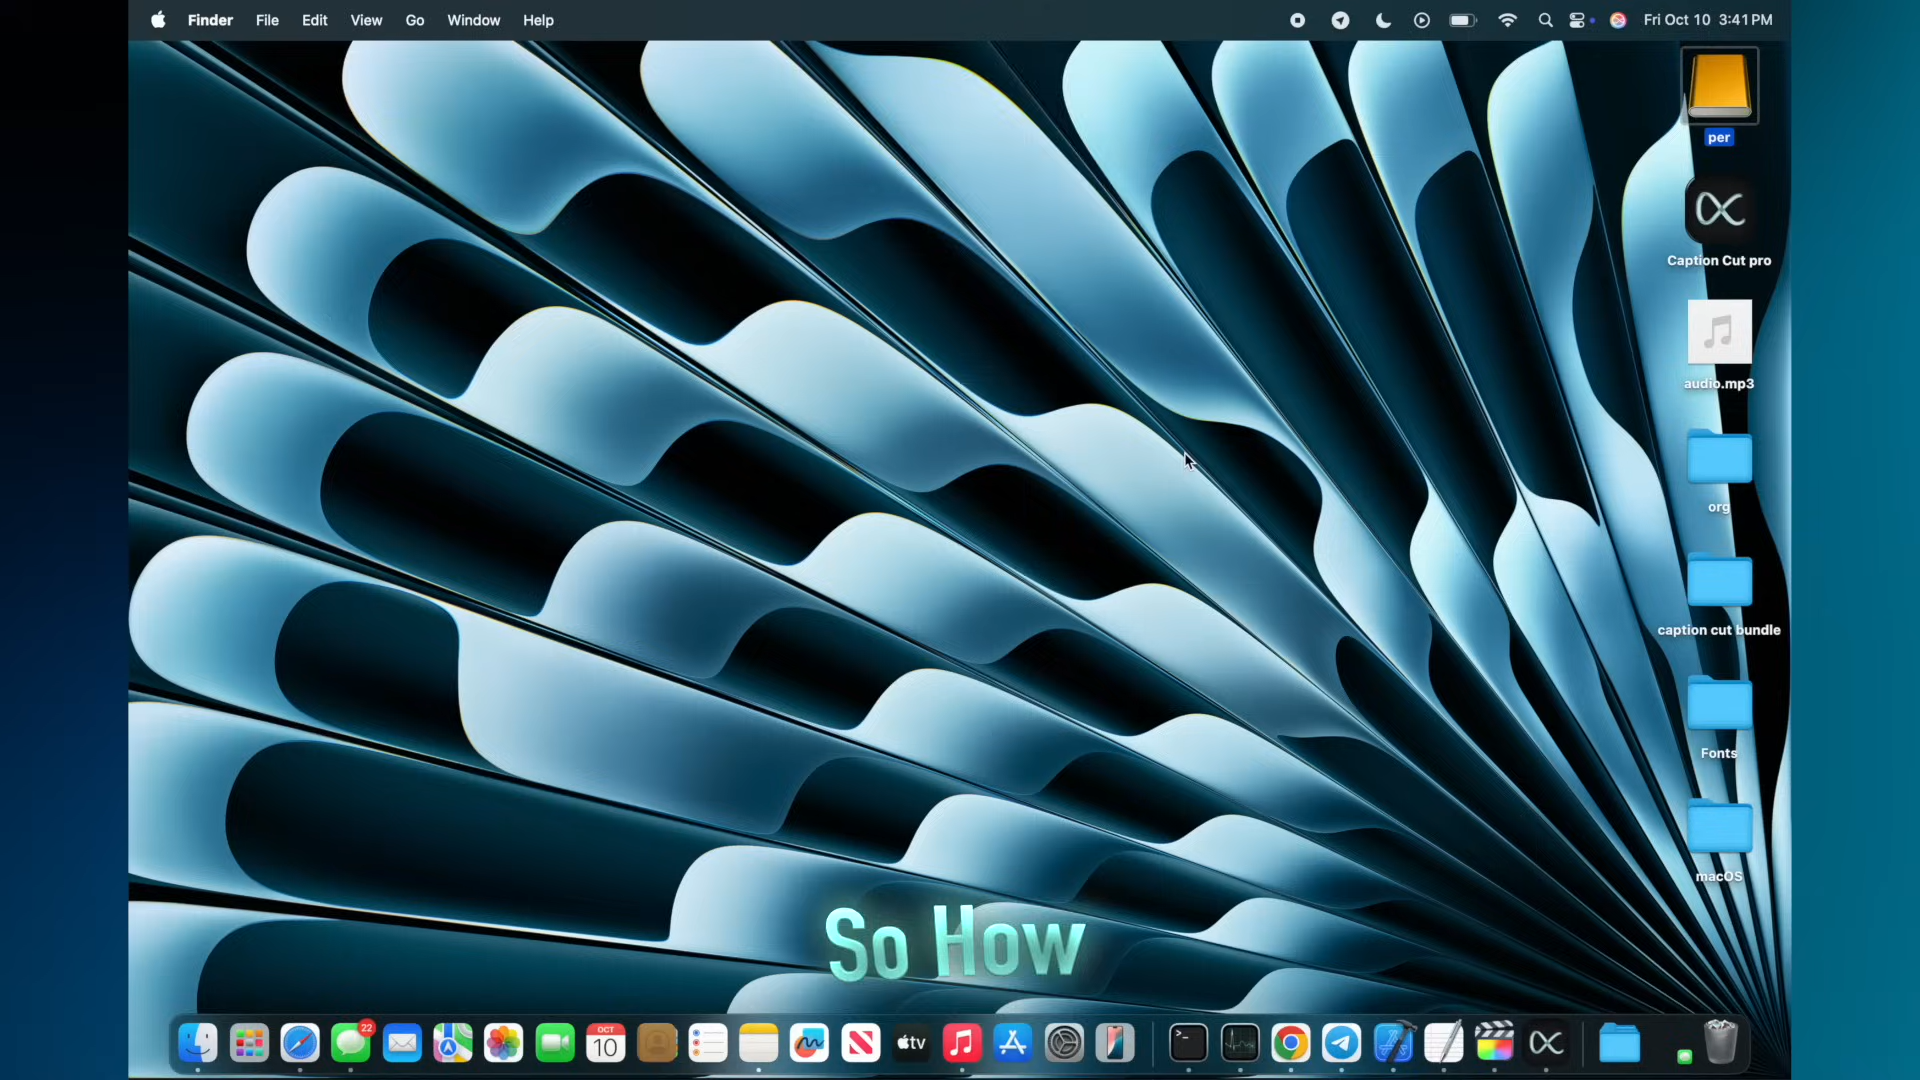 Finder File Edit View Go Window Help Fri Oct 10 3:41 PM
per
Caption Cut pro
audio.mp3
org
caption cut bundle
Fonts
macOS
So How
22
OCT
10
tv